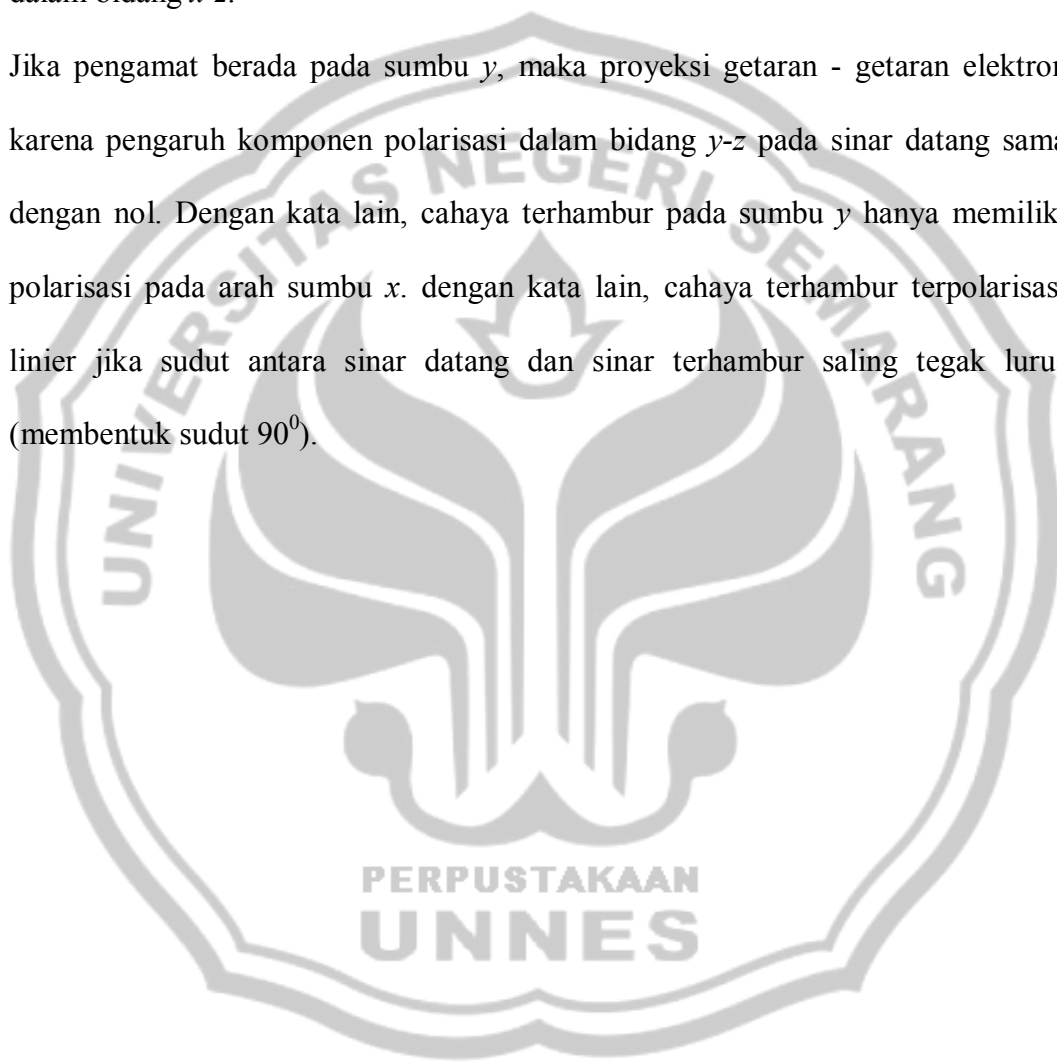 Jika pengamat berada pada sumbu y, maka proyeksi getaran - getaran elektron
karena pengaruh komponen polarisasi dalam bidang y-z pada sinar datang sama
dengan nol. Dengan kata lain, cahaya terhambur pada sumbu y hanya memilik
polarisasi pada arah sumbu x. dengan kata lain, cahaya terhambur terpolarisas
linier jika sudut antara sinar datang dan sinar terhambur saling tegak luru
(membentuk sudut 90⁰).
UNIVERSITAS NEGERI SEMARANG
PERPUSTAKAAN
UNNES